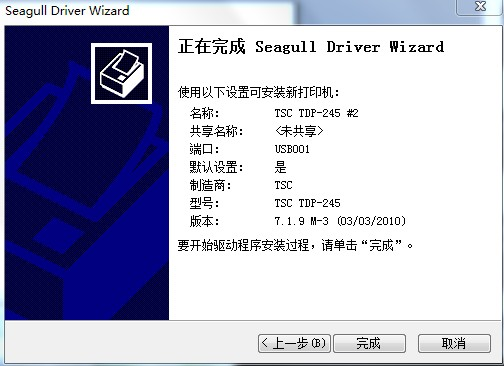 Seagull Driver Wizard
正在完成 Seagull Driver Wizard
使用以下设置可安装新打印机：
名称： TSC TDP-245 #2
共享名称： <未共享>
端口： USB001
默认设置： 是
制造商： TSC
型号： TSC TDP-245
版本： 7.1.9 M-3 (03/03/2010)
要开始驱动程序安装过程，请单击“完成”。
< 上一步(B) 完成 取消